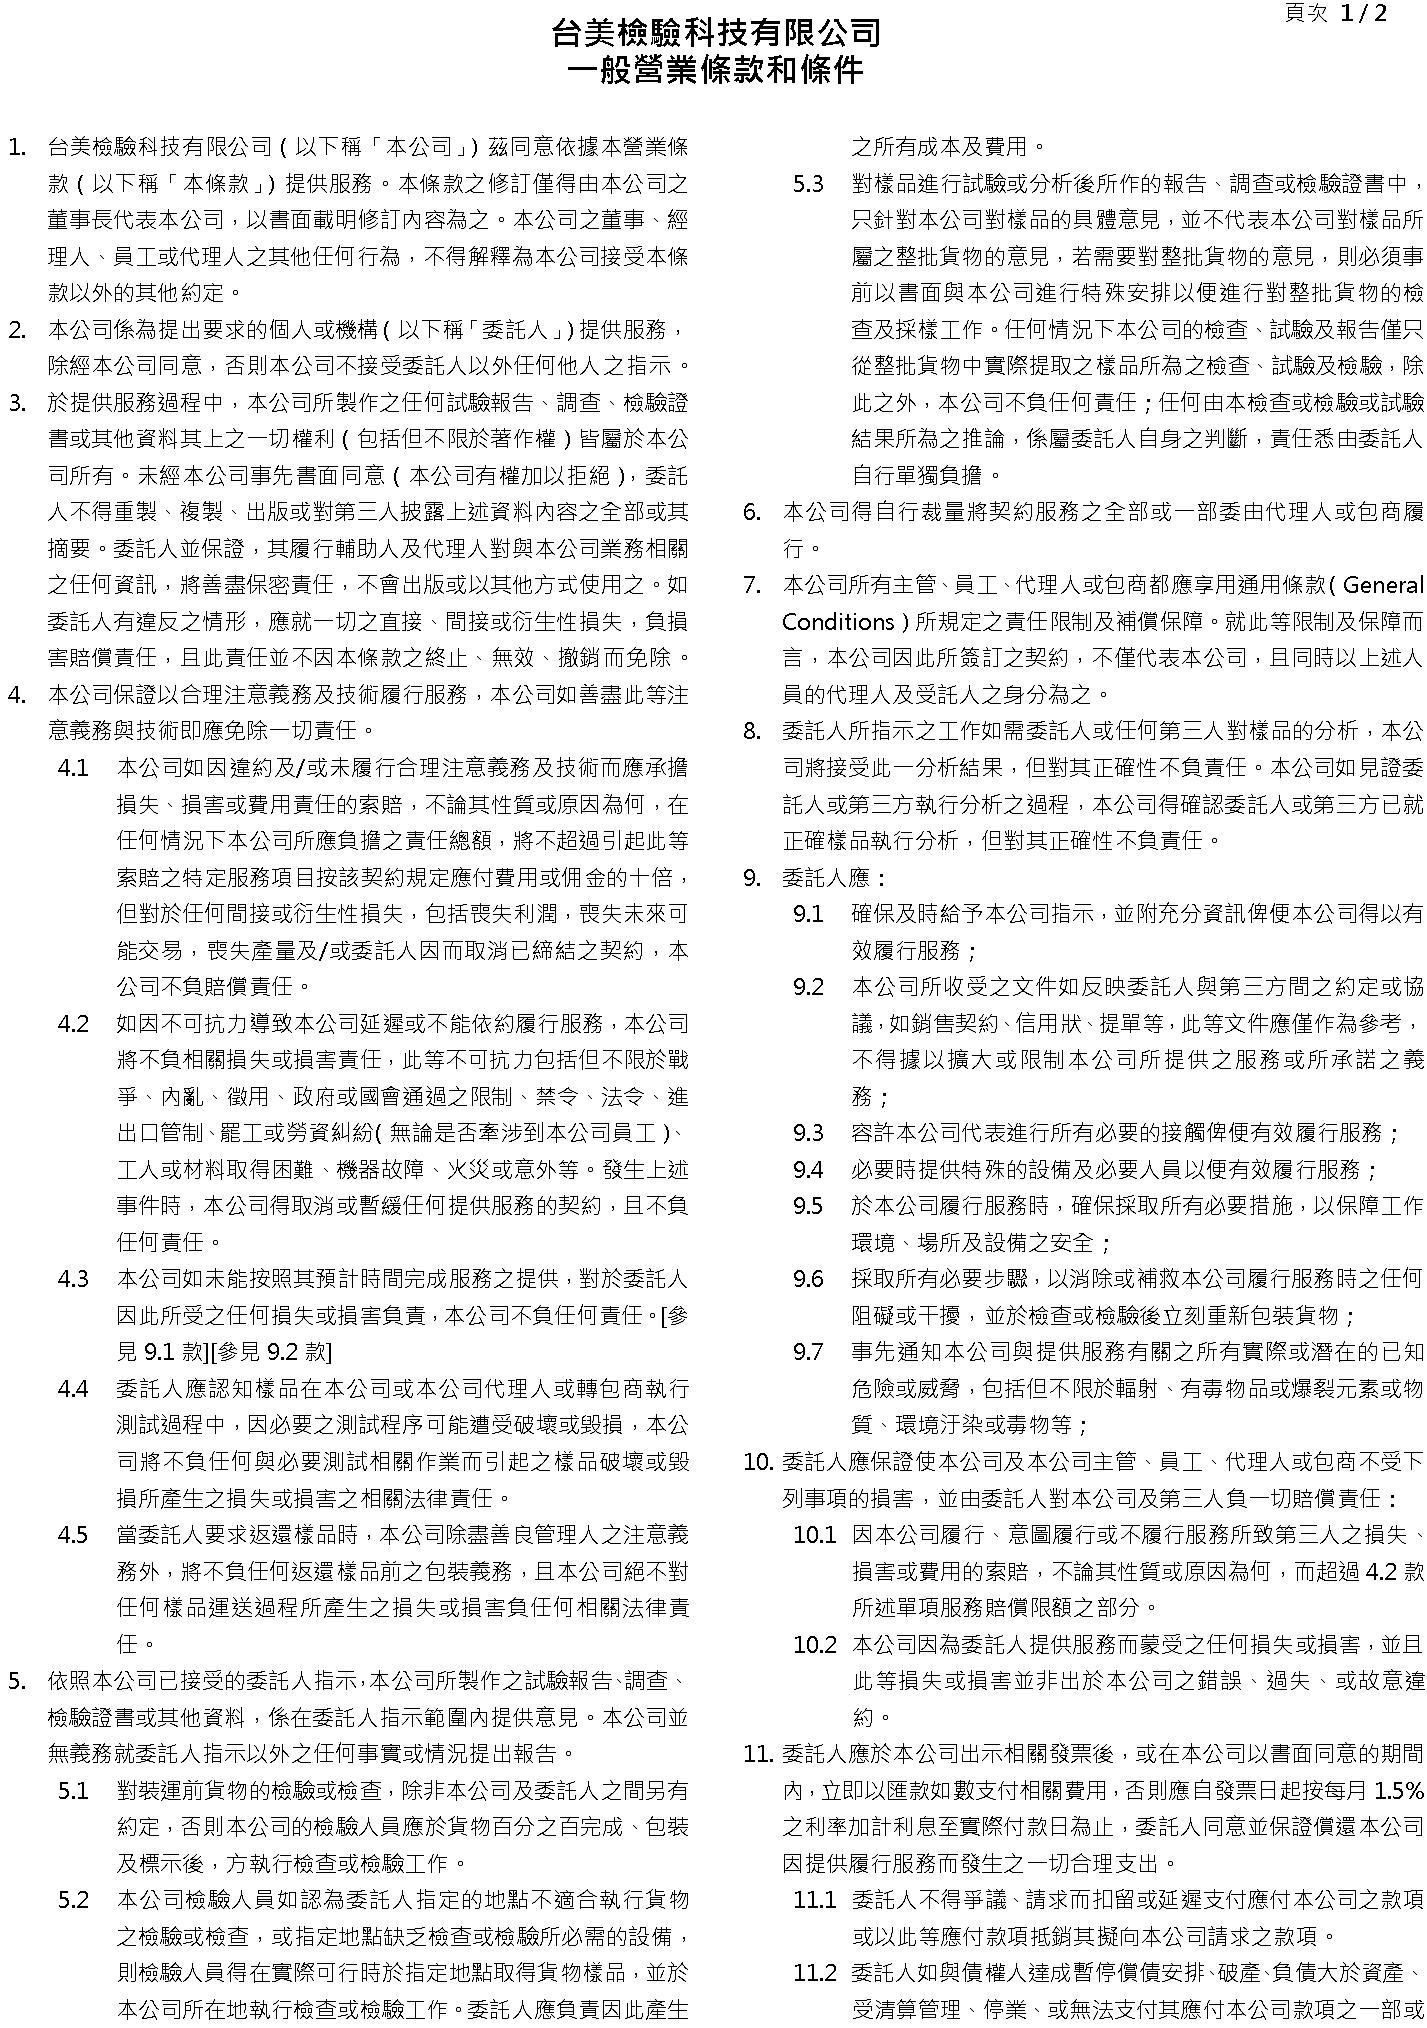 頁次 1 / 2
台美檢驗科技有限公司
一般營業條款和條件
1. 台美檢驗科技有限公司(以下稱「本公司」)茲同意依據本營業條
款(以下稱「本條款」)提供服務。本條款之修訂僅得由本公司之
董事長代表本公司，以書面載明修訂內容為之。本公司之董事、經
理人、員工或代理人之其他任何行為，不得解釋為本公司接受本條
款以外的其他約定。
2. 本公司係為提出要求的個人或機構(以下稱「委託人」)提供服務，
除經本公司同意，否則本公司不接受委託人以外任何他人之指示。
3. 於提供服務過程中，本公司所製作之任何試驗報告、調查、檢驗證
書或其他資料其上之一切權利(包括但不限於著作權)皆屬於本公
司所有。未經本公司事先書面同意(本公司有權加以拒絕)，委託
人不得重製、複製、出版或對第三人披露上述資料內容之全部或其
摘要。委託人並保證，其履行輔助人及代理人對與本公司業務相關
之任何資訊，將善盡保密責任，不會出版或以其他方式使用之。如
委託人有違反之情形，應就一切之直接、間接或衍生性損失，負損
害賠償責任，且此責任並不因本條款之終止、無效、撤銷而免除。
4. 本公司保證以合理注意義務及技術履行服務，本公司如善盡此等注
意義務與技術即應免除一切責任。
4.1 本公司如因違約及/或未履行合理注意義務及技術而應承擔
損失、損害或費用責任的索賠，不論其性質或原因為何，在
任何情況下本公司所應負擔之責任總額，將不超過引起此等
索賠之特定服務項目按該契約規定應付費用或佣金的十倍，
但對於任何間接或衍生性損失，包括喪失利潤，喪失未來可
能交易，喪失產量及/或委託人因而取消已締結之契約，本
公司不負賠償責任。
4.2 如因不可抗力導致本公司延遲或不能依約履行服務，本公司
將不負相關損失或損害責任，此等不可抗力包括但不限於戰
爭、內亂、徵用、政府或國會通過之限制、禁令、法令、進
出口管制、罷工或勞資糾紛(無論是否牽涉到本公司員工)、
工人或材料取得困難、機器故障、火災或意外等。發生上述
事件時，本公司得取消或暫緩任何提供服務的契約，且不負
任何責任。
4.3 本公司如未能按照其預計時間完成服務之提供，對於委託人
因此所受之任何損失或損害負責，本公司不負任何責任。[參
見 9.1 款][參見 9.2 款]
4.4 委託人應認知樣品在本公司或本公司代理人或轉包商執行
測試過程中，因必要之測試程序可能遭受破壞或毀損，本公
司將不負任何與必要測試相關作業而引起之樣品破壞或毀
損所產生之損失或損害之相關法律責任。
4.5 當委託人要求返還樣品時，本公司除盡善良管理人之注意義
務外，將不負任何返還樣品前之包裝義務，且本公司絕不對
任何樣品運送過程所產生之損失或損害負任何相關法律責
任。
5. 依照本公司已接受的委託人指示，本公司所製作之試驗報告、調查、
檢驗證書或其他資料，係在委託人指示範圍內提供意見。本公司並
無義務就委託人指示以外之任何事實或情況提出報告。
5.1 對裝運前貨物的檢驗或檢查，除非本公司及委託人之間另有
約定，否則本公司的檢驗人員應於貨物百分之百完成、包裝
及標示後，方執行檢查或檢驗工作。
5.2 本公司檢驗人員如認為委託人指定的地點不適合執行貨物
之檢驗或檢查，或指定地點缺乏檢查或檢驗所必需的設備，
則檢驗人員得在實際可行時於指定地點取得貨物樣品，並於
本公司所在地執行檢查或檢驗工作。委託人應負責因此產生
之所有成本及費用。
5.3 對樣品進行試驗或分析後所作的報告、調查或檢驗證書中，
只針對本公司對樣品的具體意見，並不代表本公司對樣品所
屬之整批貨物的意見，若需要對整批貨物的意見，則必須事
前以書面與本公司進行特殊安排以便進行對整批貨物的檢
查及採樣工作。任何情況下本公司的檢查、試驗及報告僅只
從整批貨物中實際提取之樣品所為之檢查、試驗及檢驗，除
此之外，本公司不負任何責任；任何由本檢查或檢驗或試驗
結果所為之推論，係屬委託人自身之判斷，責任悉由委託人
自行單獨負擔。
6. 本公司得自行裁量將契約服務之全部或一部委由代理人或包商履
行。
7. 本公司所有主管、員工、代理人或包商都應享用通用條款(General
Conditions)所規定之責任限制及補償保障。就此等限制及保障而
言，本公司因此所簽訂之契約，不僅代表本公司，且同時以上述人
員的代理人及受託人之身分為之。
8. 委託人所指示之工作如需委託人或任何第三人對樣品的分析，本公
司將接受此一分析結果，但對其正確性不負責任。本公司如見證委
託人或第三方執行分析之過程，本公司得確認委託人或第三方已就
正確樣品執行分析，但對其正確性不負責任。
9. 委託人應：
9.1 確保及時給予本公司指示，並附充分資訊俾便本公司得以有
效履行服務；
9.2 本公司所收受之文件如反映委託人與第三方間之約定或協
議，如銷售契約、信用狀、提單等，此等文件應僅作為參考，
不得據以擴大或限制本公司所提供之服務或所承諾之義
務；
9.3 容許本公司代表進行所有必要的接觸俾便有效履行服務；
9.4 必要時提供特殊的設備及必要人員以便有效履行服務；
9.5 於本公司履行服務時，確保採取所有必要措施，以保障工作
環境、場所及設備之安全；
9.6 採取所有必要步驟，以消除或補救本公司履行服務時之任何
阻礙或干擾，並於檢查或檢驗後立刻重新包裝貨物；
9.7 事先通知本公司與提供服務有關之所有實際或潛在的已知
危險或威脅，包括但不限於輻射、有毒物品或爆裂元素或物
質、環境汙染或毒物等；
10. 委託人應保證使本公司及本公司主管、員工、代理人或包商不受下
列事項的損害，並由委託人對本公司及第三人負一切賠償責任：
10.1 因本公司履行、意圖履行或不履行服務所致第三人之損失、
損害或費用的索賠，不論其性質或原因為何，而超過 4.2 款
所述單項服務賠償限額之部分。
10.2 本公司因為委託人提供服務而蒙受之任何損失或損害，並且
此等損失或損害並非出於本公司之錯誤、過失、或故意違
約。
11. 委託人應於本公司出示相關發票後，或在本公司以書面同意的期間
內，立即以匯款如數支付相關費用，否則應自發票日起按每月 1.5%
之利率加計利息至實際付款日為止，委託人同意並保證償還本公司
因提供履行服務而發生之一切合理支出。
11.1 委託人不得爭議、請求而扣留或延遲支付應付本公司之款項
或以此等應付款項抵銷其擬向本公司請求之款項。
11.2 委託人如與債權人達成暫停償債安排、破產、負債大於資產、
受清算管理、停業、或無法支付其應付本公司款項之一部或